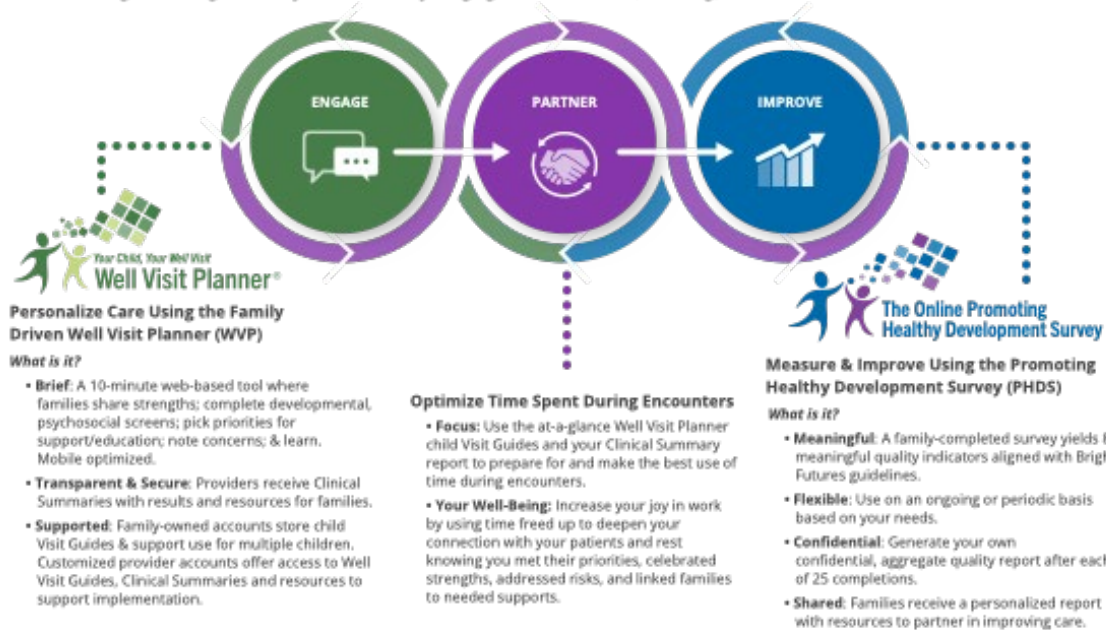 ENGAGE
PARTNER
IMPROVE
Your Child, Your Well Visit
Well Visit Planner®
Personalize Care Using the Family
Driven Well Visit Planner (WVP)
What is it?
• Brief: A 10-minute web-based tool where
families share strengths; complete developmental,
psychosocial screens; pick priorities for
support/education; note concerns; & learn.
Mobile optimized.
• Transparent & Secure: Providers receive Clinical
Summaries with results and resources for families.
• Supported: Family-owned accounts store child
Visit Guides & support use for multiple children.
Customized provider accounts offer access to Well
Visit Guides, Clinical Summaries and resources to
support implementation.
Optimize Time Spent During Encounters
• Focus: Use the at-a-glance Well Visit Planner
child Visit Guides and your Clinical Summary
report to prepare for and make the best use of
time during encounters.
• Your Well-Being: Increase your joy in work
by using time freed up to deepen your
connection with your patients and rest
knowing you met their priorities, celebrated
strengths, addressed risks, and linked families
to needed supports.
The Online Promoting
Healthy Development Survey
Measure & Improve Using the Promoting
Healthy Development Survey (PHDS)
What is it?
• Meaningful: A family-completed survey yields
meaningful quality indicators aligned with
Futures guidelines.
• Flexible: Use on an ongoing or periodic basis
based on your needs.
• Confidential: Generate your own
confidential, aggregate quality report after
of 25 completions.
• Shared: Families receive a personalized report
with resources to partner in improving care.